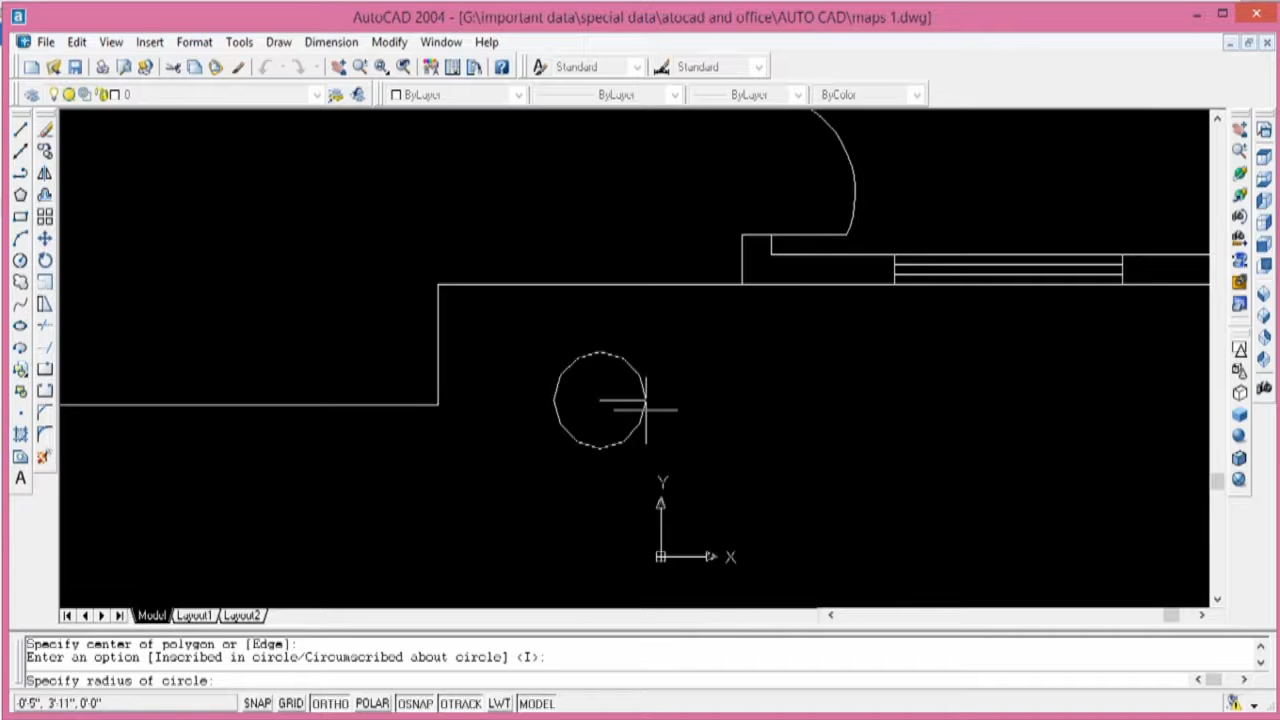 AutoCAD 2004 - [G:\important data\special data\atocad and office\AUTO CAD\maps 1.dwg]
File Edit View Insert Format Tools Draw Dimension Modify Window Help
Standard Standard
0 ByLayer ByLayer ByLayer ByColor
Y
X
Model Layout1 Layout2
Specify center of polygon or [Edge]:
Enter an option [Inscribed in circle/Circumscribed about circle] <I>:
Specify radius of circle:
-0'5", 3'-11", 0'0" SNAP GRID ORTHO POLAR OSNAP OTRACK LWT MODEL